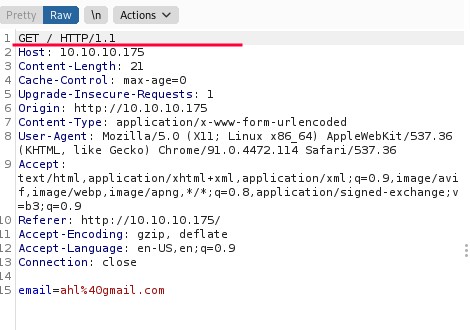 Pretty Raw \n Actions
1 GET / HTTP/1.1
2 Host: 10.10.10.175
3 Content-Length: 21
4 Cache-Control: max-age=0
5 Upgrade-Insecure-Requests: 1
6 Origin: http://10.10.10.175
7 Content-Type: application/x-www-form-urlencoded
8 User-Agent: Mozilla/5.0 (X11; Linux x86_64) AppleWebKit/537.36
(KHTML, like Gecko) Chrome/91.0.4472.114 Safari/537.36
9 Accept:
text/html,application/xhtml+xml,application/xml;q=0.9,image/avi
f,image/webp,image/apng,*/*;q=0.8,application/signed-exchange;v
=b3;q=0.9
10 Referer: http://10.10.10.175/
11 Accept-Encoding: gzip, deflate
12 Accept-Language: en-US,en;q=0.9
13 Connection: close
14
15 email=ahl%40gmail.com